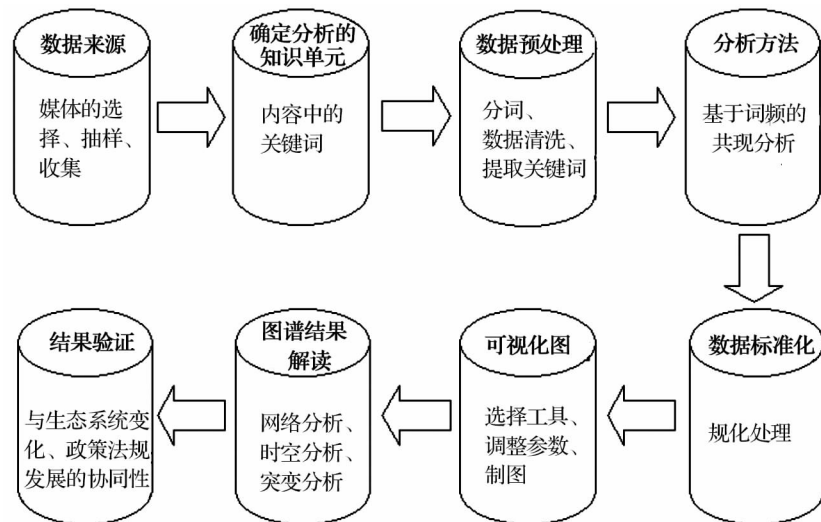 数据来源
媒体的选
择、抽样、
收集
确定分析的
知识单元
内容中的
关键词
数据预处理
分词、
数据清洗、
提取关键词
分析方法
基于词频的
共现分析
数据标准化
规化处理
可视化图
选择工具、
调整参数、
制图
图谱结果
解读
网络分析、
时空分析、
突变分析
结果验证
与生态系统变
化、政策法规
发展的协同性